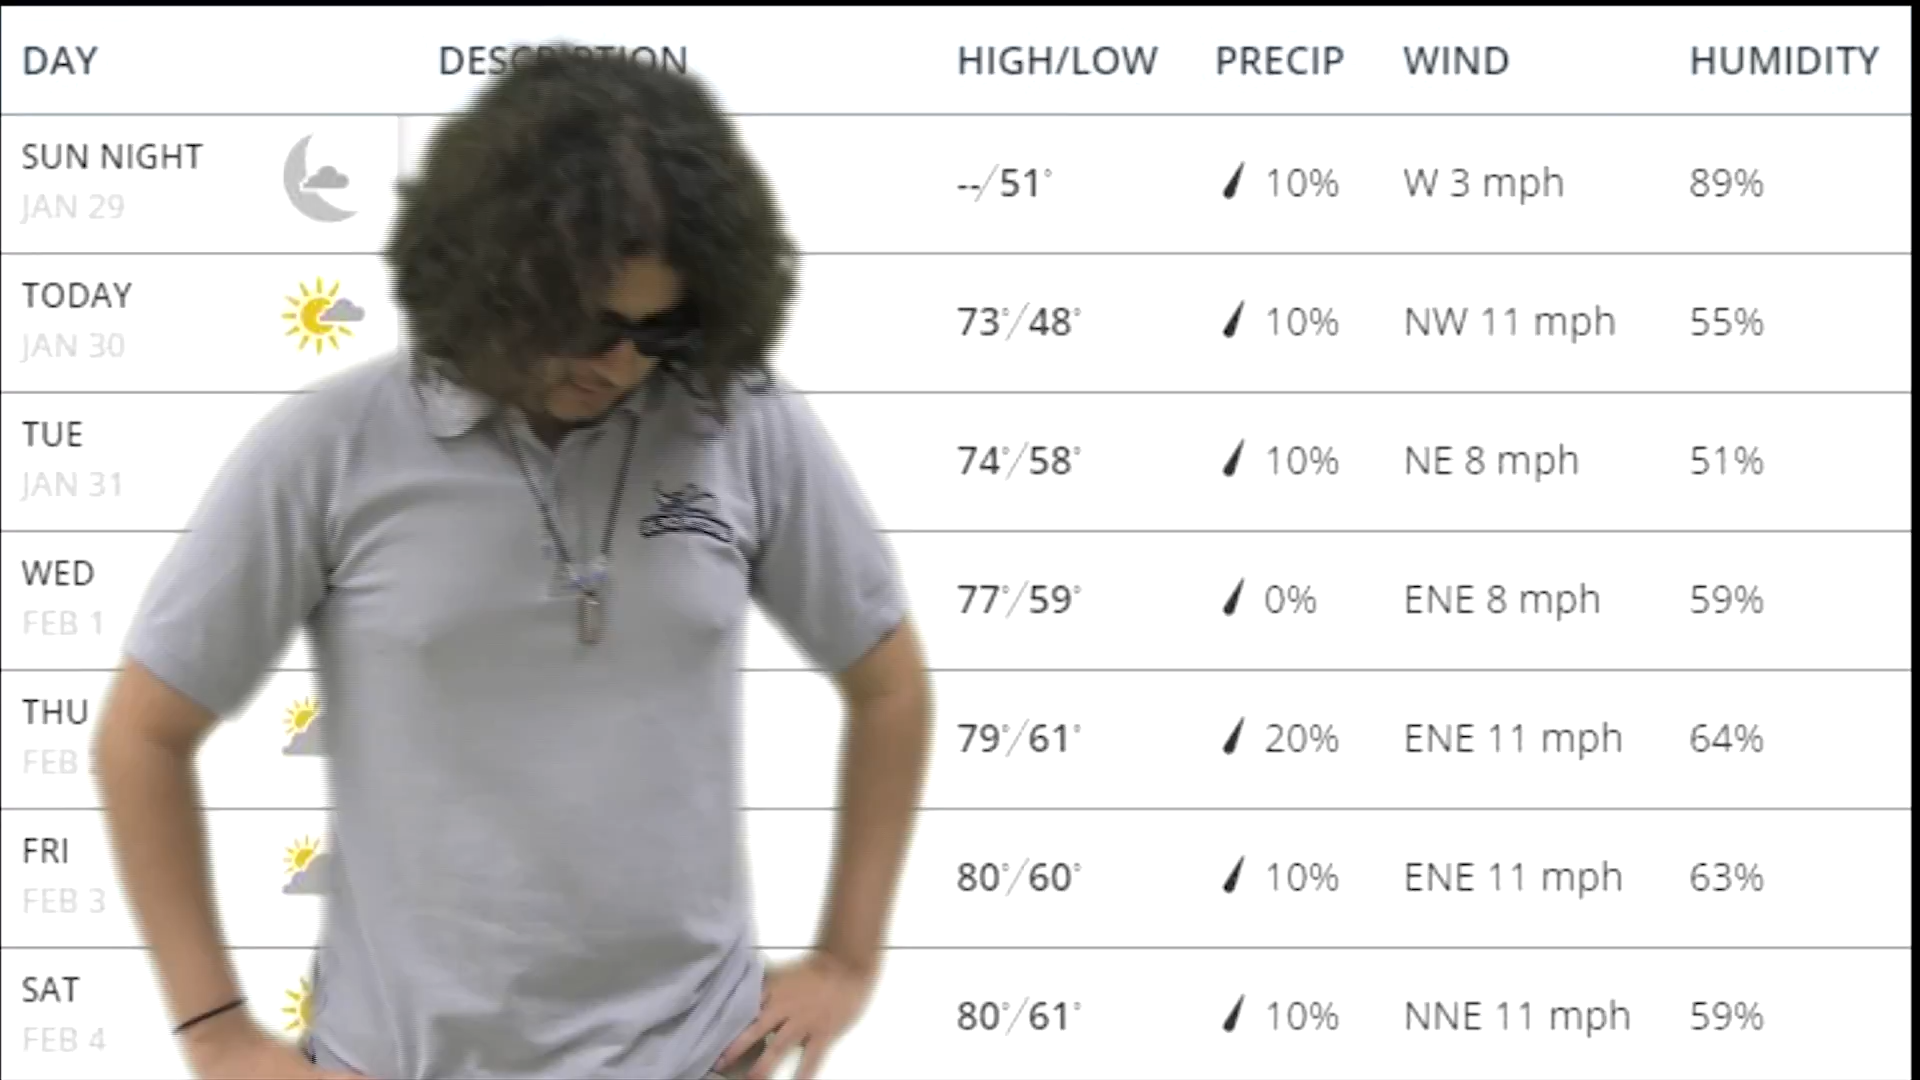 DAY DESCRIPTION HIGH/LOW PRECIP WIND HUMIDITY
SUN NIGHT
JAN 29
--/51° 10% W 3 mph 89%
TODAY
JAN 30
73°/48° 10% NW 11 mph 55%
TUE
JAN 31
74°/58° 10% NE 8 mph 51%
WED
FEB 1
77°/59° 0% ENE 8 mph 59%
THU
FEB
79°/61° 20% ENE 11 mph 64%
FRI
FEB 3
80°/60° 10% ENE 11 mph 63%
SAT
FEB 4
80°/61° 10% NNE 11 mph 59%